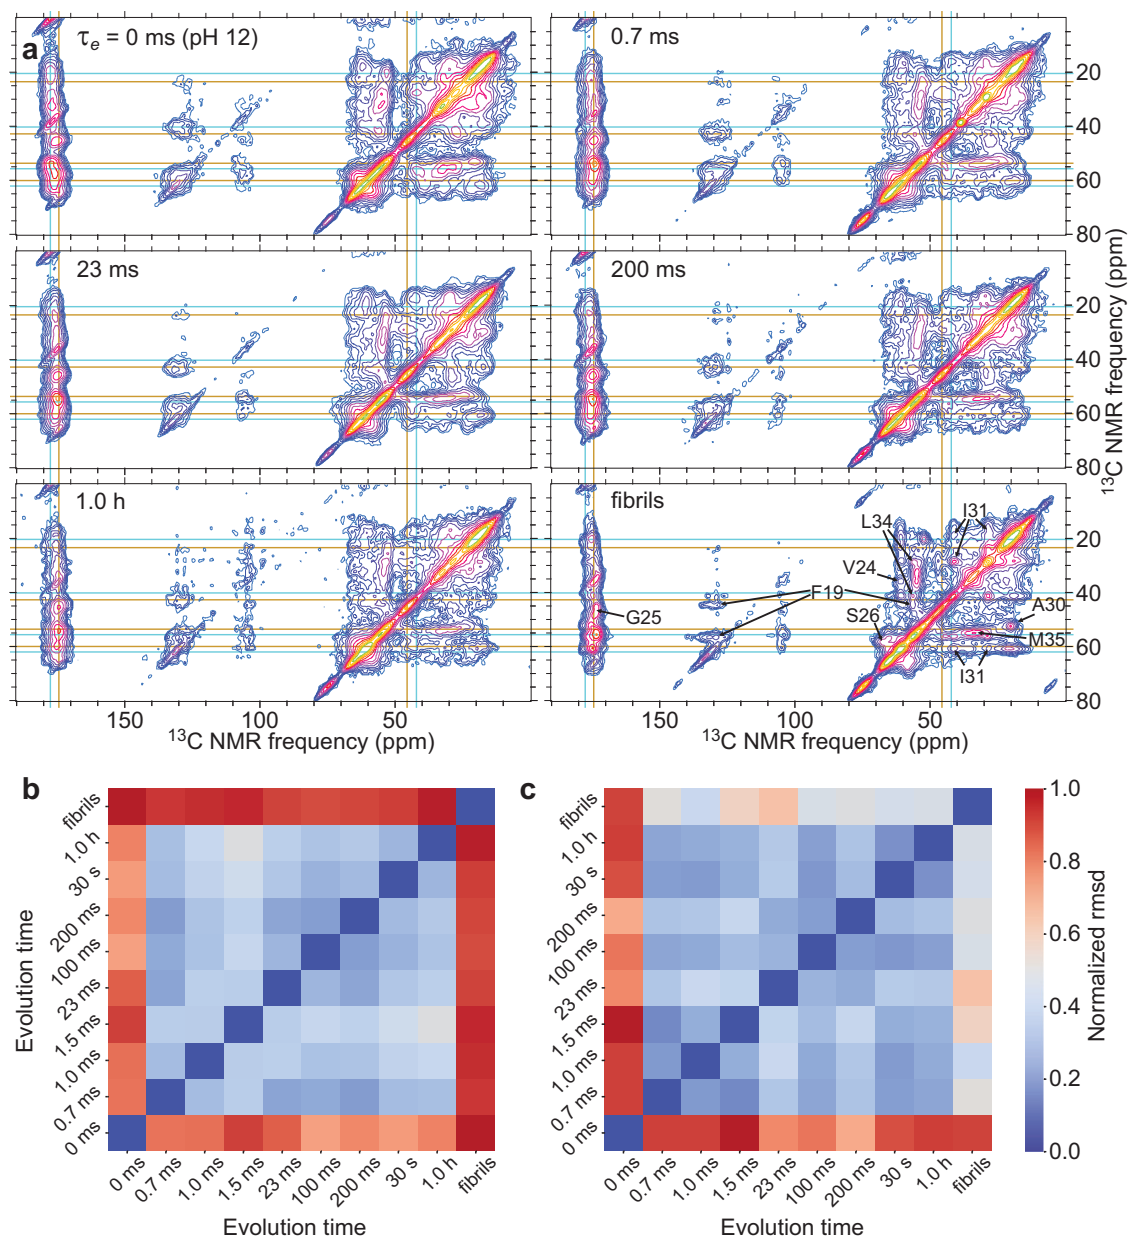 a
τe = 0 ms (pH 12)
0.7 ms
20
40
60
80
23 ms
200 ms
20
40
60
80
13C NMR frequency (ppm)
1.0 h
fibrils
I31
L34
V24
F19
G25
S26
A30
M35
I31
20
40
60
80
150
100
50
150
100
50
13C NMR frequency (ppm)
13C NMR frequency (ppm)
b
fibrils
1.0 h
30 s
200 ms
100 ms
23 ms
1.5 ms
1.0 ms
0.7 ms
0 ms
Evolution time
0 ms
0.7 ms
1.0 ms
1.5 ms
23 ms
100 ms
200 ms
30 s
1.0 h
fibrils
Evolution time
c
fibrils
1.0 h
30 s
200 ms
100 ms
23 ms
1.5 ms
1.0 ms
0.7 ms
0 ms
0 ms
0.7 ms
1.0 ms
1.5 ms
23 ms
100 ms
200 ms
30 s
1.0 h
fibrils
Evolution time
1.0
0.8
0.6
0.4
0.2
0.0
Normalized rmsd